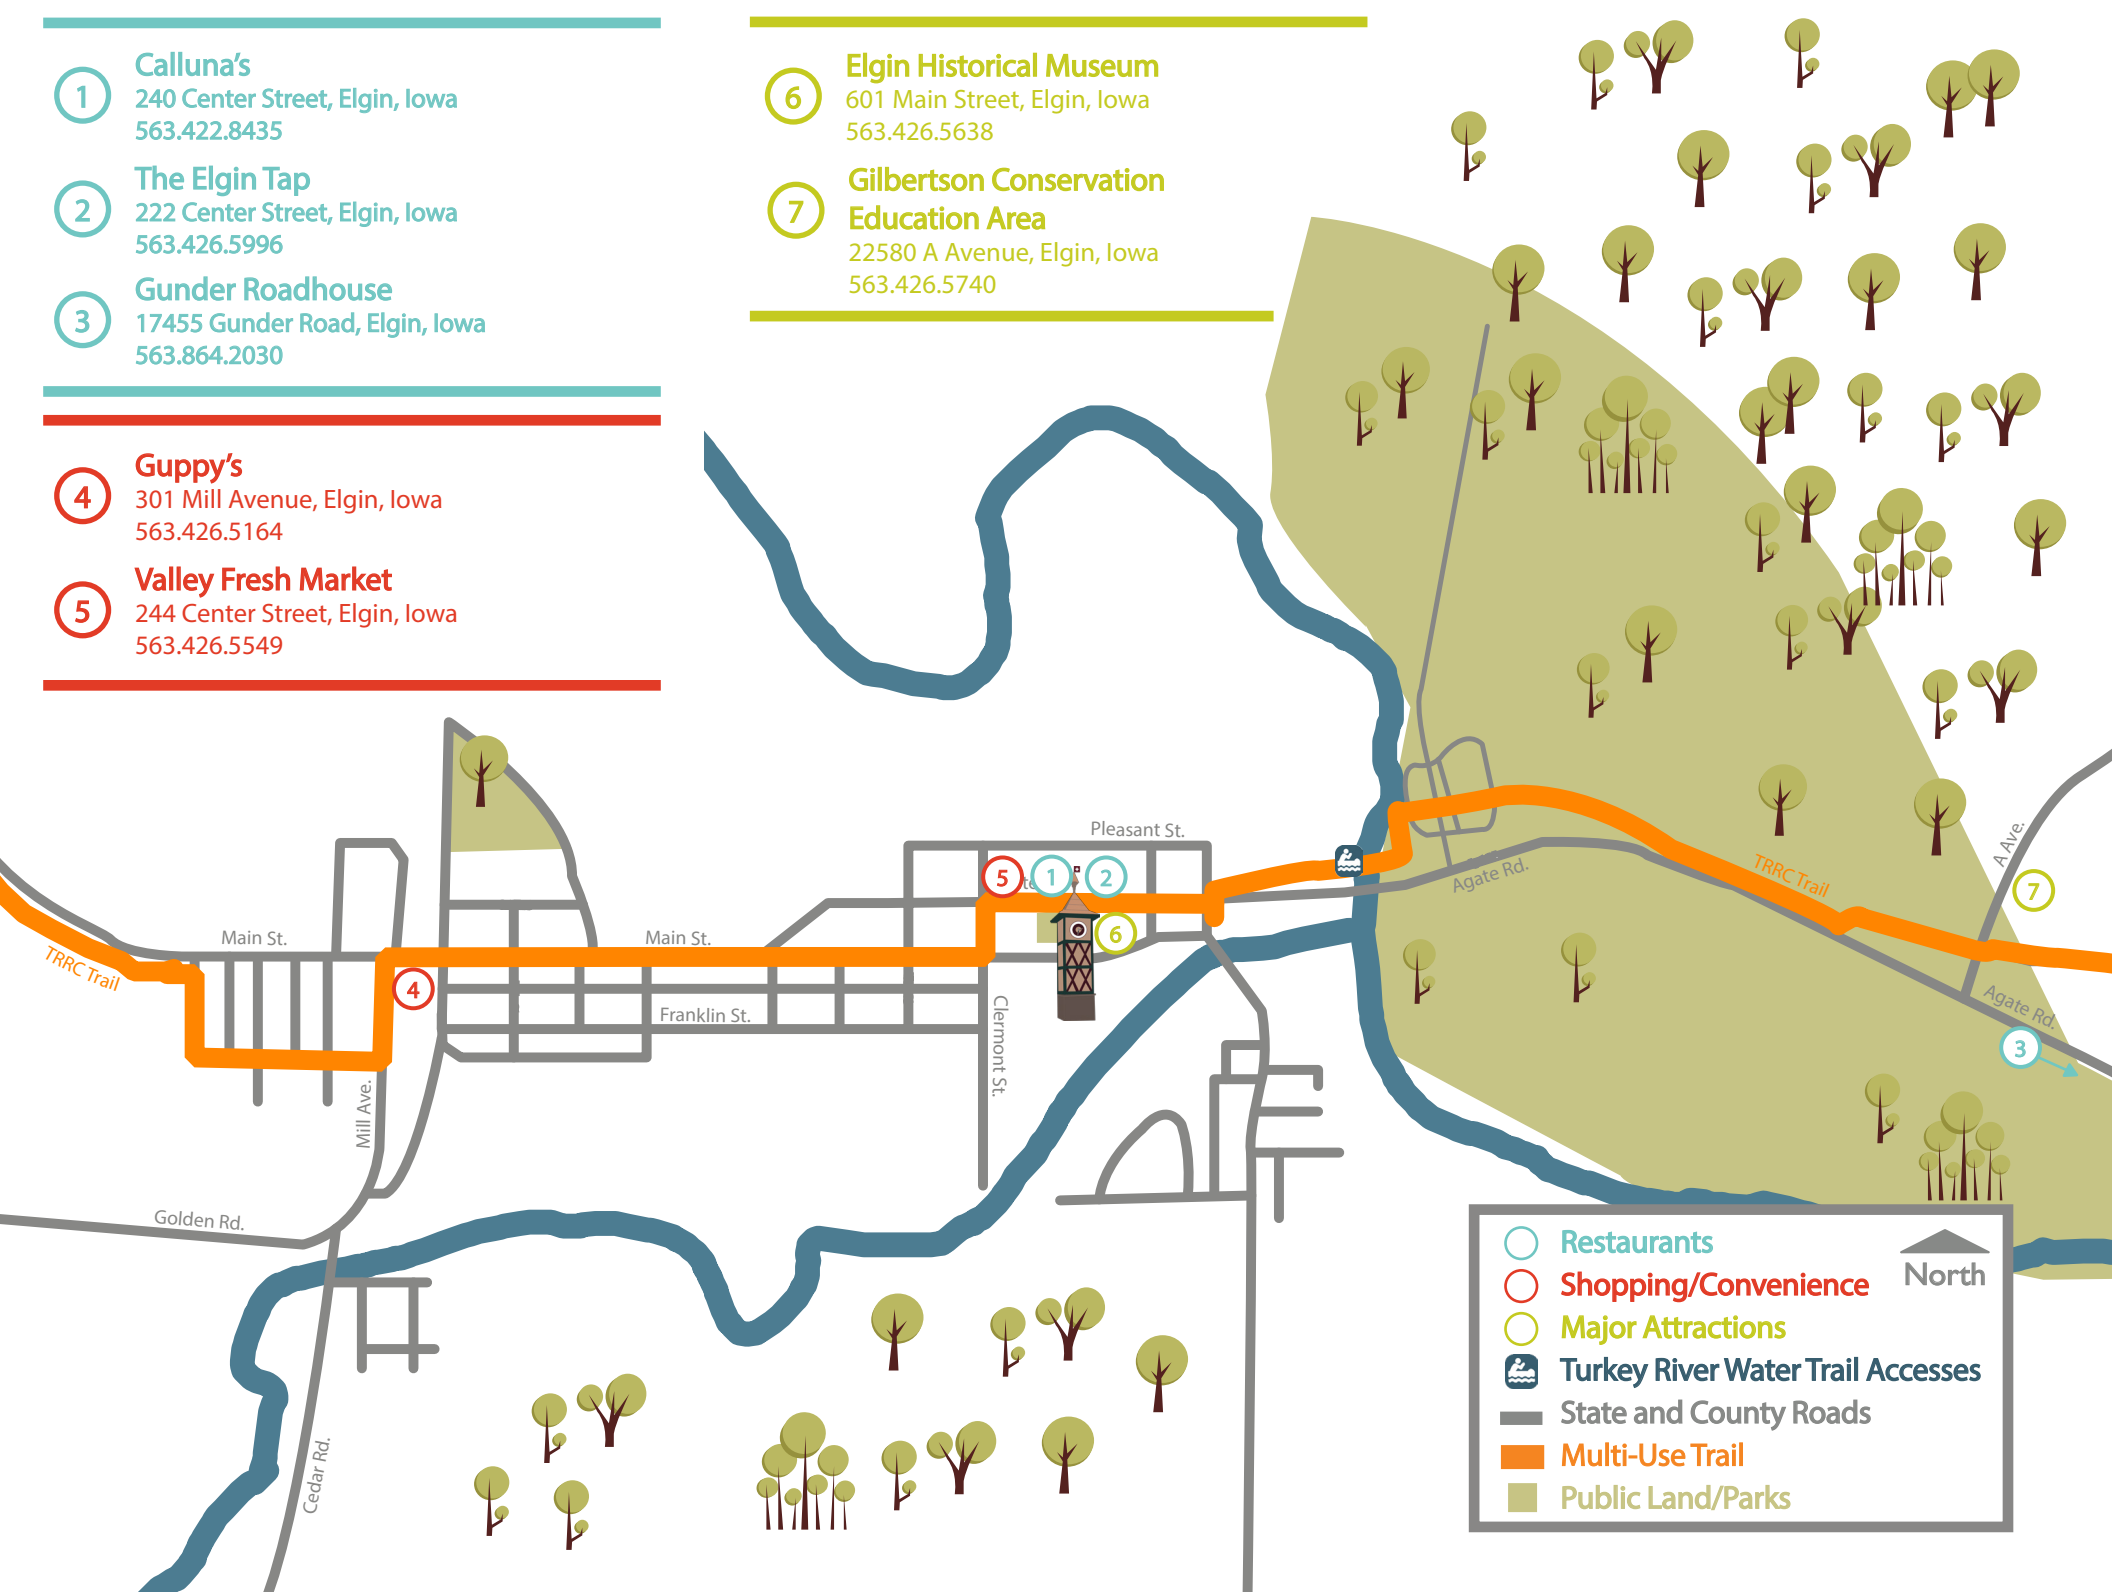 1
Calluna's
240 Center Street, Elgin, Iowa
563.422.8435
2
The Elgin Tap
222 Center Street, Elgin, Iowa
563.426.5996
3
Gunder Roadhouse
17455 Gunder Road, Elgin, Iowa
563.864.2030
4
Guppy's
301 Mill Avenue, Elgin, Iowa
563.426.5164
5
Valley Fresh Market
244 Center Street, Elgin, Iowa
563.426.5549
6
Elgin Historical Museum
601 Main Street, Elgin, Iowa
563.426.5638
7
Gilbertson Conservation
Education Area
22580 A Avenue, Elgin, Iowa
563.426.5740
Pleasant St.
5
1
2
6
A Ave.
7
TRRC Trail
Agate Rd.
Main St.
Main St.
TRRC Trail
4
Franklin St.
Clermont St.
Agate Rd.
3
Mill Ave.
Golden Rd.
Cedar Rd.
Restaurants
North
Shopping/Convenience
Major Attractions
Turkey River Water Trail Accesses
State and County Roads
Multi-Use Trail
Public Land/Parks